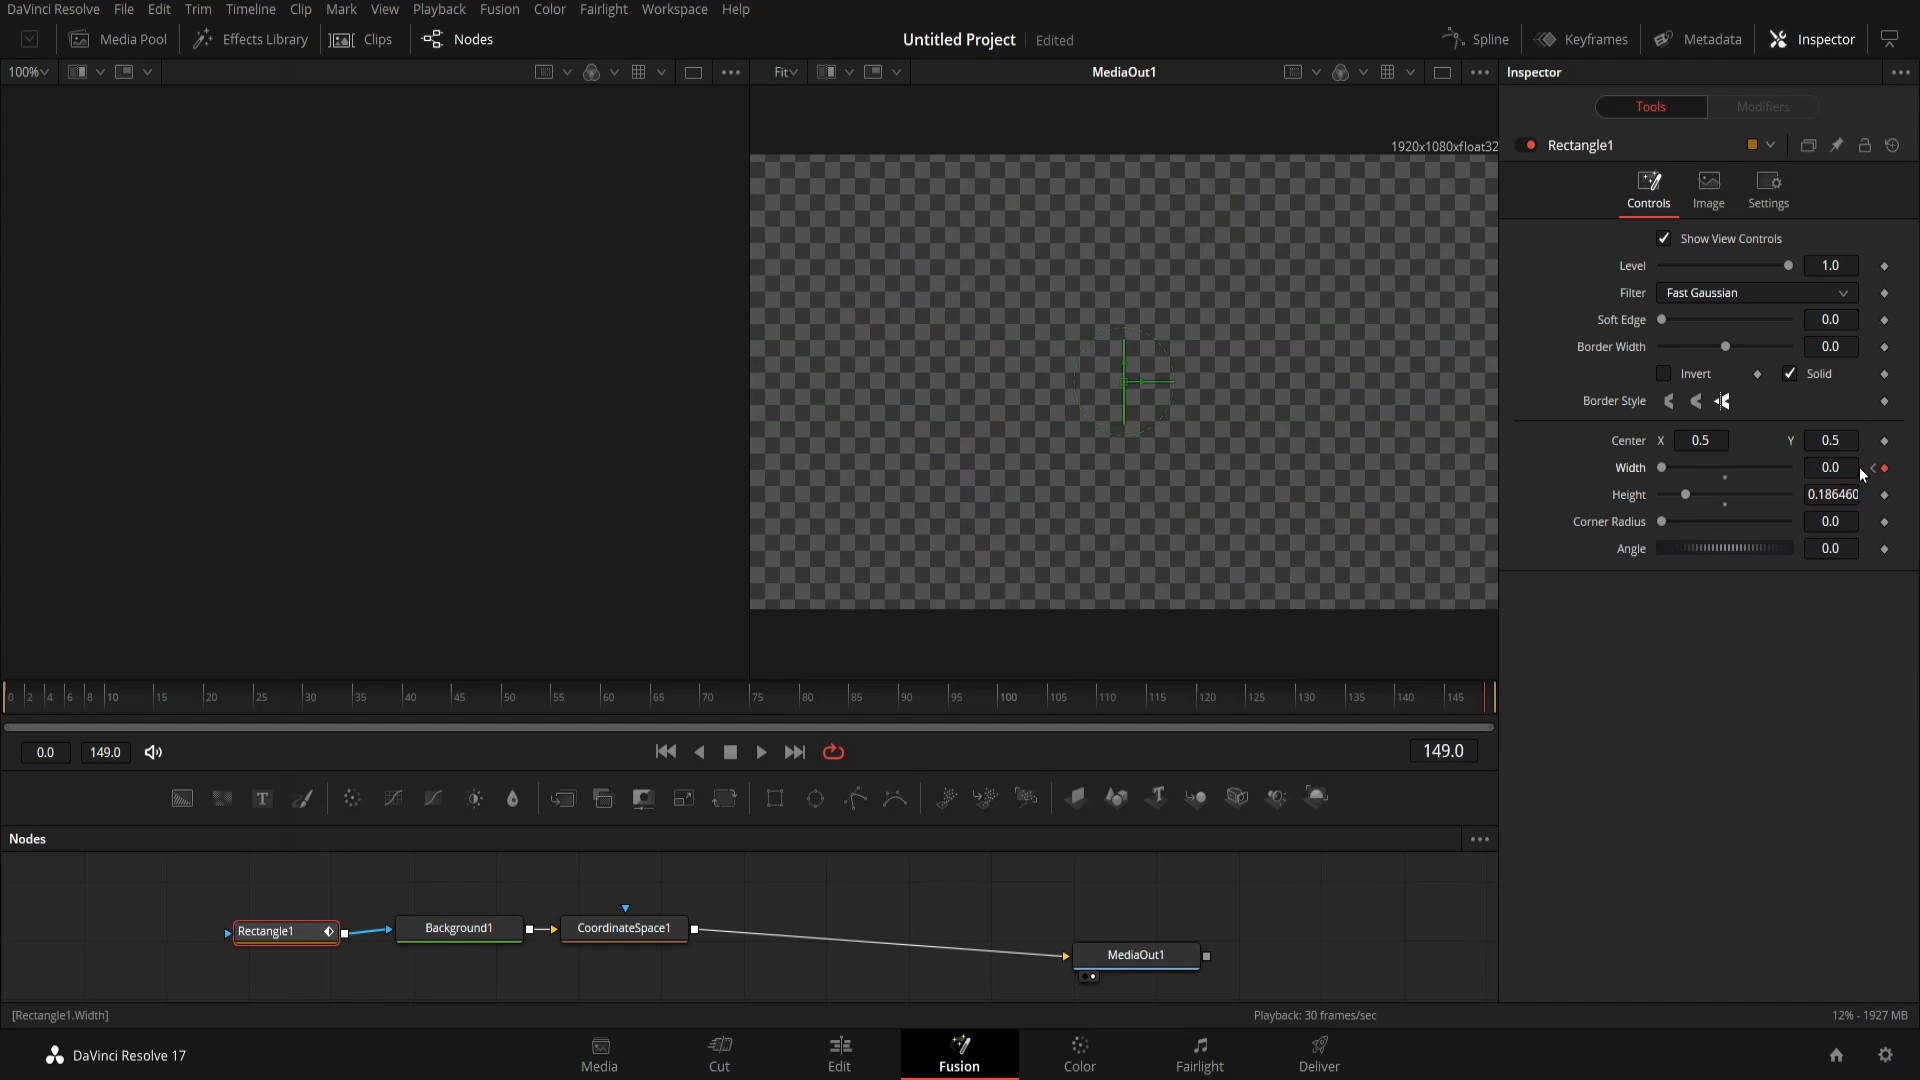 DaVinci Resolve File Edit Trim Timeline Clip Mark View Playback Fusion Color Fairlight Workspace Help
Media Pool Effects Library Clips Nodes Untitled Project Edited Spline Keyframes Metadata Inspector
100% Fit MediaOut1 Inspector
Tools Modifiers
1920x1080xfloat32
Rectangle1
Controls Image Settings
Show View Controls
Level 1.0
Filter Fast Gaussian
Soft Edge 0.0
Border Width 0.0
Invert Solid
Border Style
Center X 0.5 Y 0.5
Width 0.0
Height 0.186460
Corner Radius 0.0
Angle 0.0
0 2 4 6 8 10 15 20 25 30 35 40 45 50 55 60 65 70 75 80 85 90 95 100 105 110 115 120 125 130 135 140 145
0.0 149.0 149.0
T T
Nodes
Rectangle1 Background1 CoordinateSpace1
MediaOut1
[Rectangle1.Width] Playback: 30 frames/sec 12% - 1927 MB
DaVinci Resolve 17
Media Cut Edit Fusion Color Fairlight Deliver